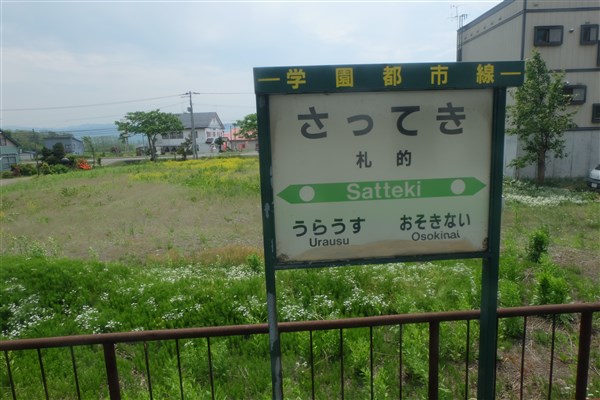 学園都市線
さってき
札的
Satteki
うらうす おそきない
Urausu Osokinai